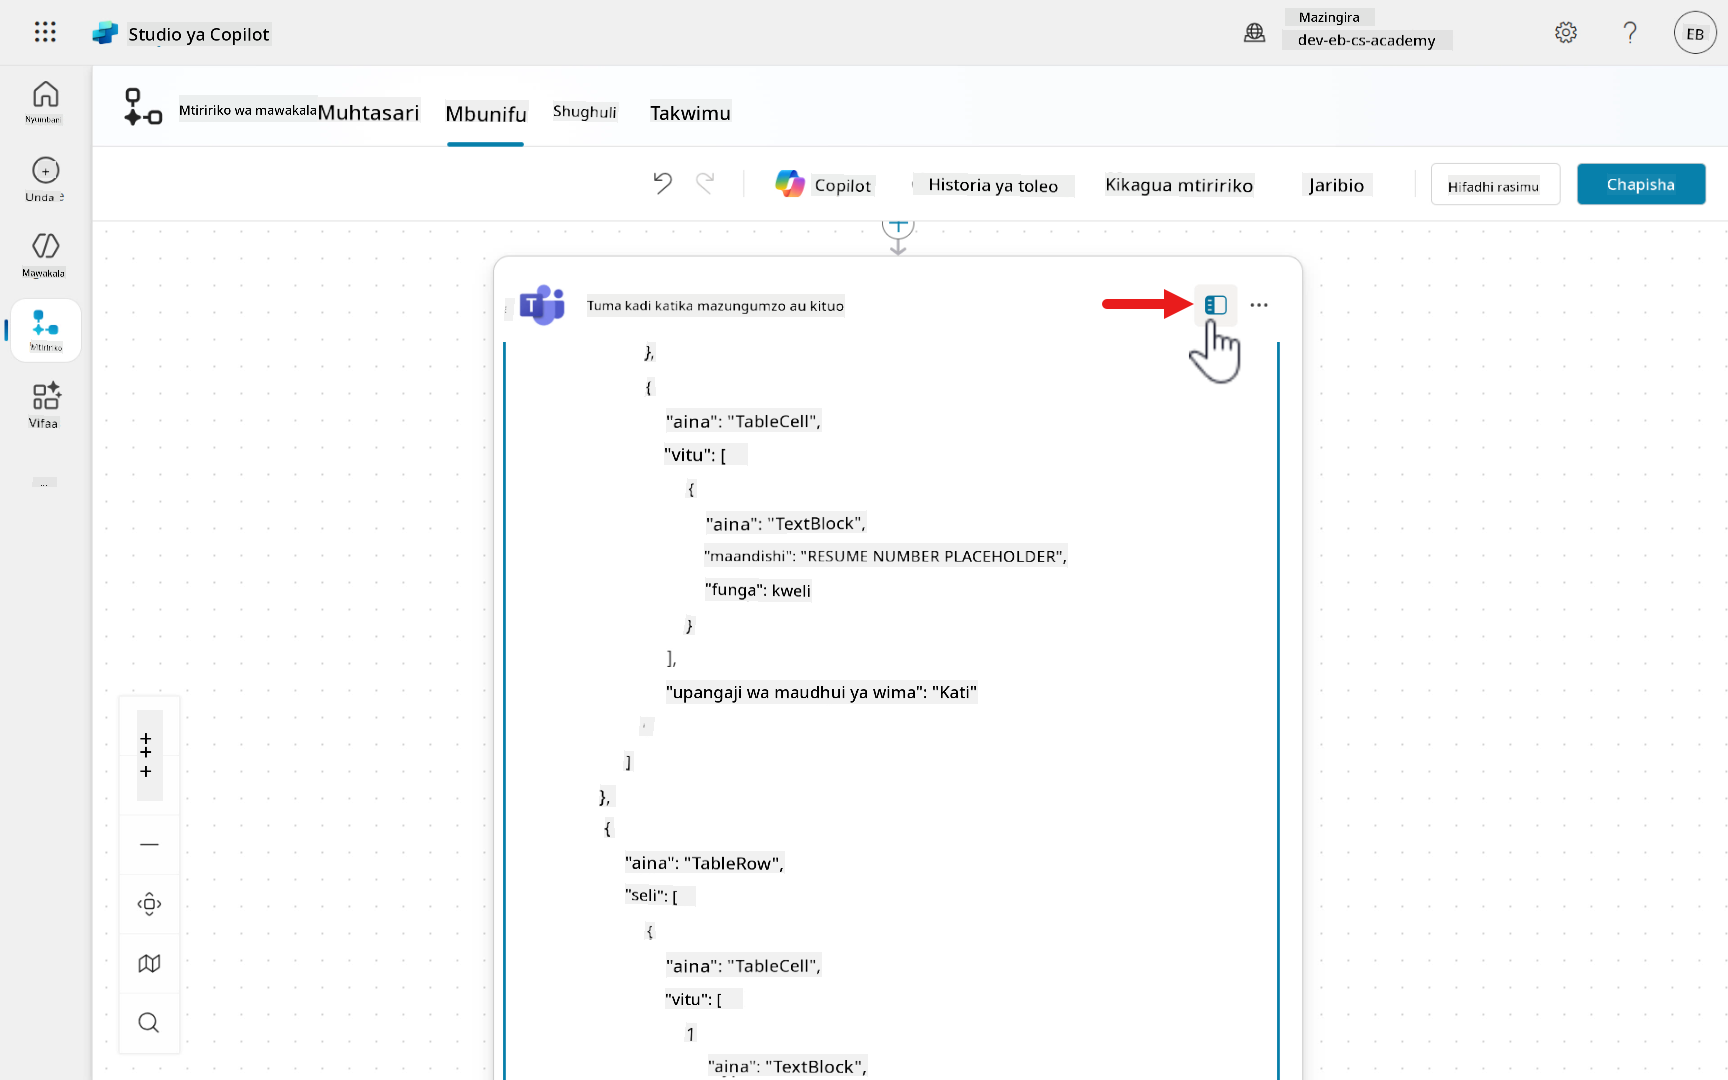 Studio ya Copilot
Mazingira
dev-eb-cs-academy
EB
Nyumbani
Unda
Mawakala
Mtiririko
Vifaa
...
Mtiririko wa mawakala
Muhtasari
Mbunifu
Shughuli
Takwimu
Copilot
Historia ya toleo
Kikagua mtiririko
Jaribio
Hifadhi rasimu
Chapisha
Tuma kadi katika mazungumzo au kituo
},
{
"aina": "TableCell",
"vitu": [
{
"aina": "TextBlock",
"maandishi": "RESUME NUMBER PLACEHOLDER",
"funga": kweli
}
],
"upangaji wa maudhui ya wima": "Kati"
]
},
{
"aina": "TableRow",
"seli": [
{
"aina": "TableCell",
"vitu": [
1
"aina": "TextBlock",